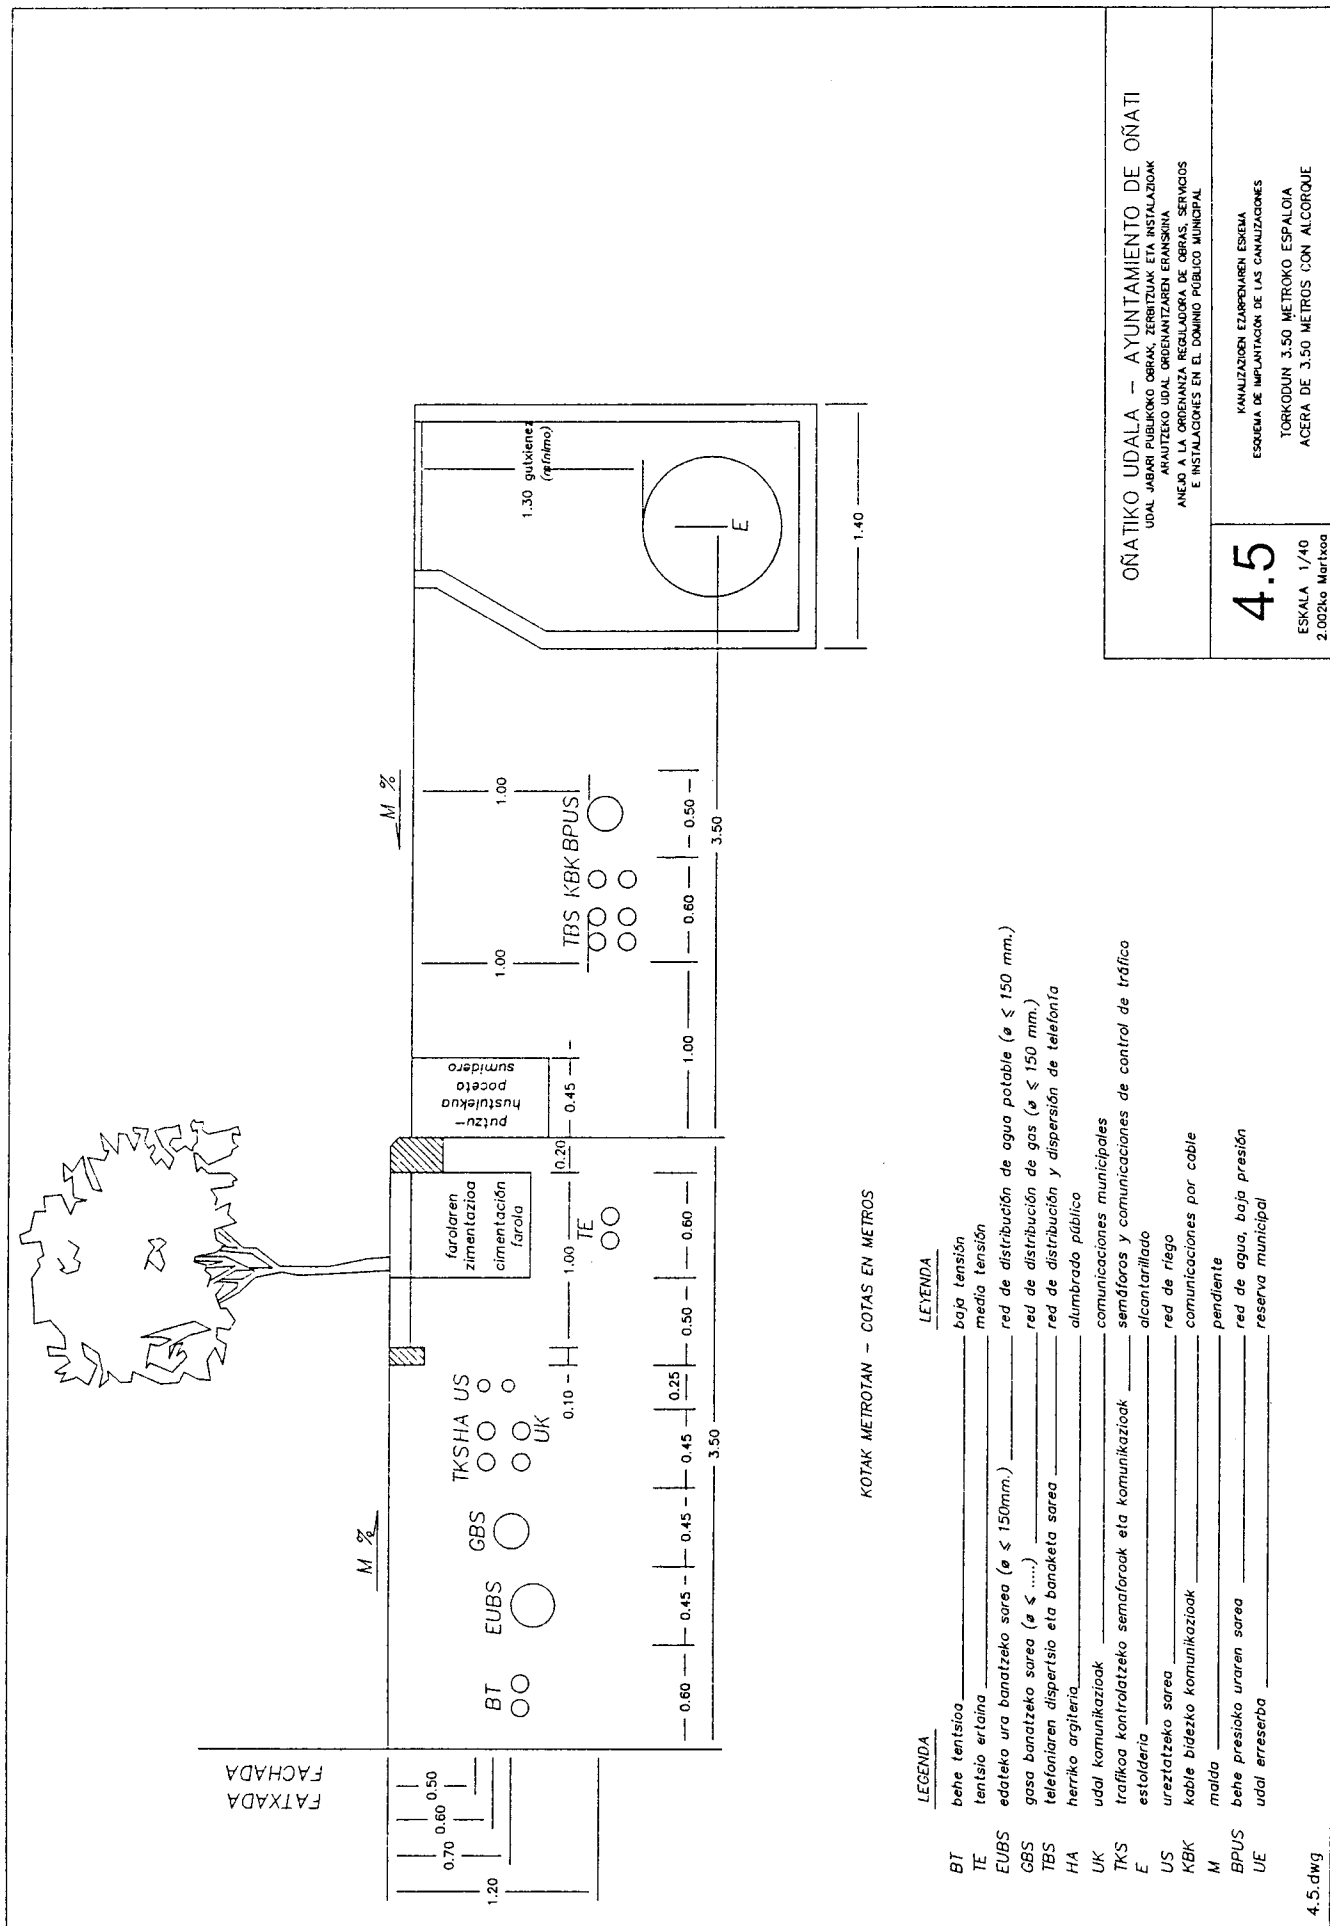 FATXADA
FACHADA
0.50
0.60
0.70
1.20
M %
BT
EUBS
GBS
TKS HA US
UK
TE
farolaren
zimentazioa
cimentación
farola
putzu-
hustulekua
poceta
sumidero
M %
TBS KBK BPUS
1.00
1.00
1.30 gutxienez
(mínimo)
E
0.10
1.00
0.20
0.45
0.60
0.45
0.45
0.45
0.25
0.50
0.60
1.00
0.60
0.50
3.50
3.50
1.40
KOTAK METROTAN - COTAS EN METROS
LEGENDA LEYENDA
BT behe tentsioa baja tensión
TE tentsio ertaina media tensión
EUBS edateko ura banatzeko sarea (ø ⩽ 150mm.) red de distribución de agua potable (ø ⩽ 150 mm.)
GBS gasa banatzeko sarea (ø ⩽ .....) red de distribución de gas (ø ⩽ 150 mm.)
TBS telefoniaren dispertsio eta banaketa sarea red de distribución y dispersión de telefonía
HA herriko argiteria alumbrado público
UK udal komunikazioak comunicaciones municipales
TKS trafikoa kontrolatzeko semaforoak eta komunikazioak semáforos y comunicaciones de control de tráfico
E estolderia alcantarillado
US ureztatzeko sarea red de riego
KBK kable bidezko komunikazioak comunicaciones por cable
M malda pendiente
BPUS behe presioko uraren sarea red de agua, baja presión
UE udal erreserba reserva municipal
OÑATIKO UDALA - AYUNTAMIENTO DE OÑATI
UDAL JABARI PUBLIKOKO OBRAK, ZERBITZUAK ETA INSTALAZIOAK
ARAUTZEKO UDAL ORDENANTZAREN ERANSKINA
ANEJO A LA ORDENANZA REGULADORA DE OBRAS, SERVICIOS
E INSTALACIONES EN EL DOMINIO PÚBLICO MUNICIPAL
4.5
ESKALA 1/40
2.002ko Martxoa
KANALIZAZIOEN EZARPENAREN ESKEMA
ESQUEMA DE IMPLANTACIÓN DE LAS CANALIZACIONES
TORKODUN 3.50 METROKO ESPALOIA
ACERA DE 3.50 METROS CON ALCORQUE
4.5.dwg